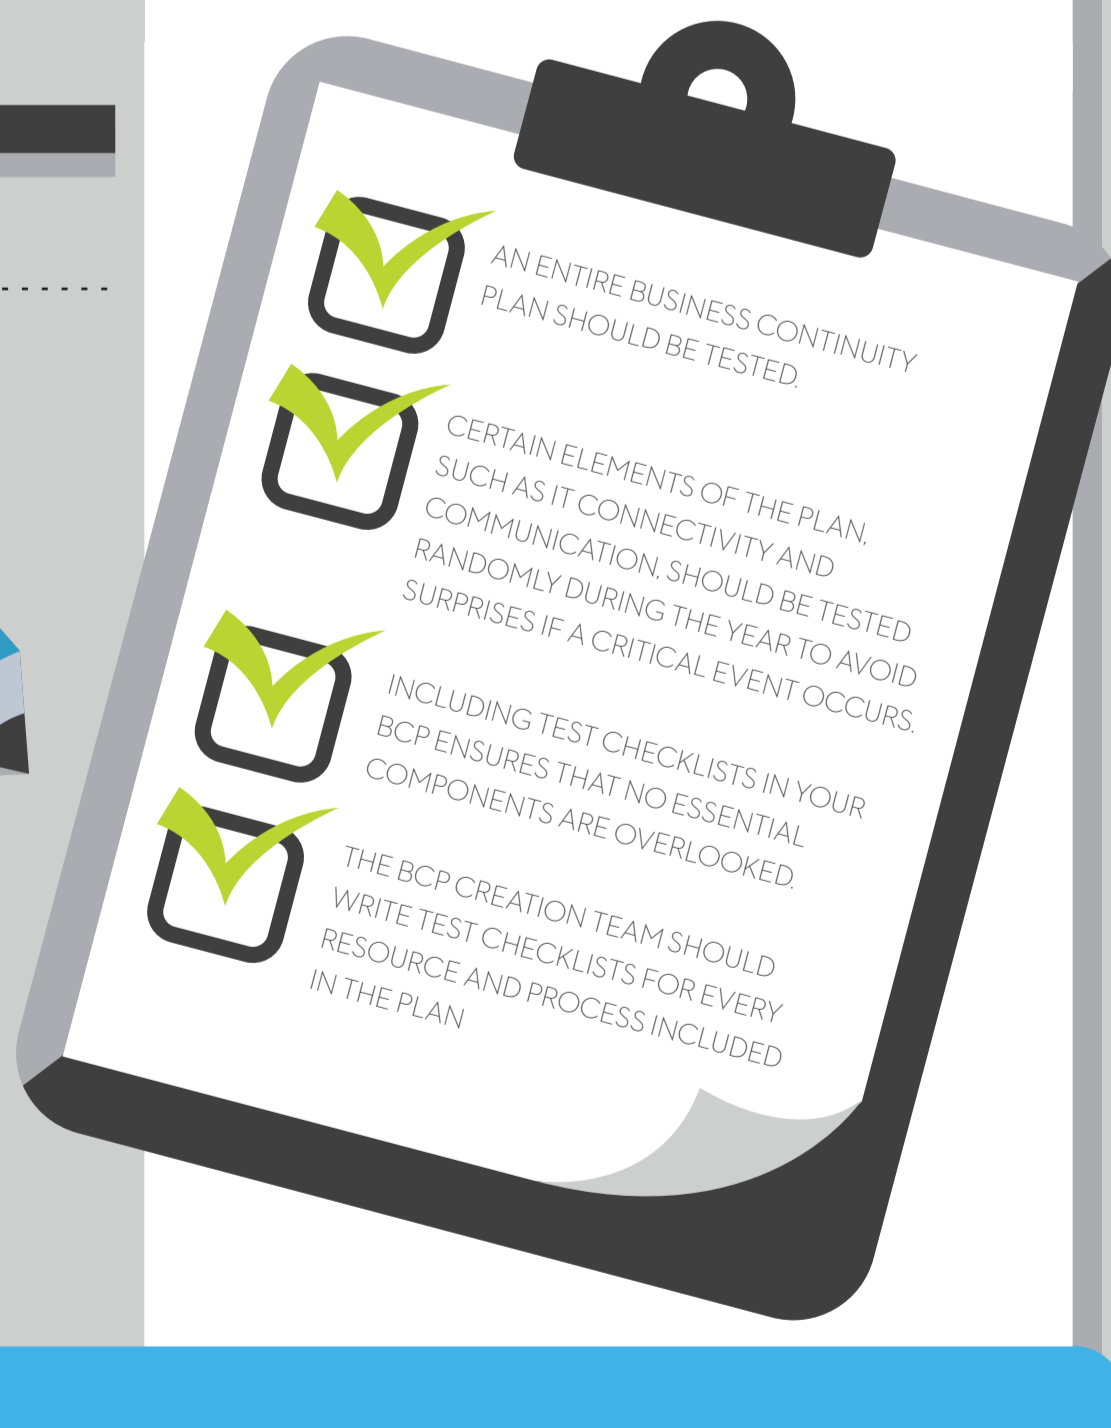 AN ENTIRE BUSINESS CONTINUITY
PLAN SHOULD BE TESTED.
CERTAIN ELEMENTS OF THE PLAN,
SUCH AS IT CONNECTIVITY AND
COMMUNICATION, SHOULD BE TESTED
RANDOMLY DURING THE YEAR TO AVOID
SURPRISES IF A CRITICAL EVENT OCCURS.
INCLUDING TEST CHECKLISTS IN YOUR
BCP ENSURES THAT NO ESSENTIAL
COMPONENTS ARE OVERLOOKED.
THE BCP CREATION TEAM SHOULD
WRITE TEST CHECKLISTS FOR EVERY
RESOURCE AND PROCESS INCLUDED
IN THE PLAN